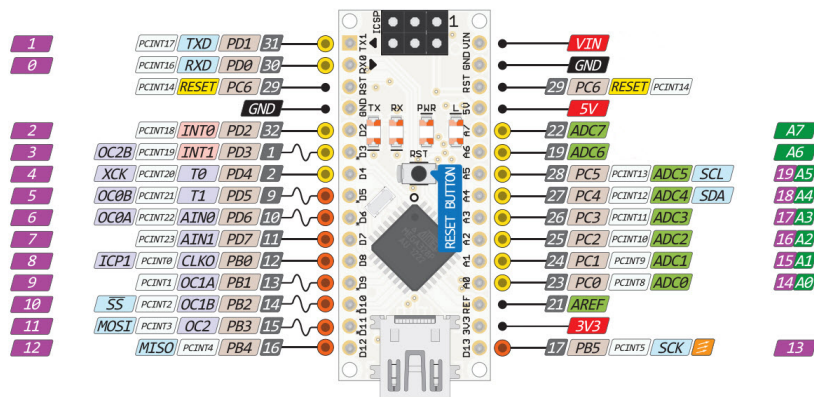 ICSP 1
1 PCINT17 TXD PD1 31 TX1 VIN VIN
0 PCINT16 RXD PD0 30 RX0 GND GND
PCINT14 RESET PC6 29 RST RST 29 PC6 RESET PCINT14
GND GND 5V 5V
TX RX PWR L
2 PCINT18 INT0 PD2 32 D2 A7 22 ADC7 A7
3 OC2B PCINT19 INT1 PD3 1 D3 A6 19 ADC6 A6
RST
4 XCK PCINT20 T0 PD4 2 D4 A5 28 PC5 PCINT13 ADC5 SCL 19 A5
5 OC0B PCINT21 T1 PD5 9 D5 A4 27 PC4 PCINT12 ADC4 SDA 18 A4
RESET BUTTON
6 OC0A PCINT22 AIN0 PD6 10 D6 A3 26 PC3 PCINT11 ADC3 17 A3
7 PCINT23 AIN1 PD7 11 D7 A2 25 PC2 PCINT10 ADC2 16 A2
8 ICP1 PCINT0 CLKO PB0 12 D8 A1 24 PC1 PCINT9 ADC1 15 A1
9 PCINT1 OC1A PB1 13 D9 A0 23 PC0 PCINT8 ADC0 14 A0
10 SS PCINT2 OC1B PB2 14 D10 REF 21 AREF
11 MOSI PCINT3 OC2 PB3 15 D11 3V3 3V3
12 MISO PCINT4 PB4 16 D12 D13 17 PB5 PCINT5 SCK 13